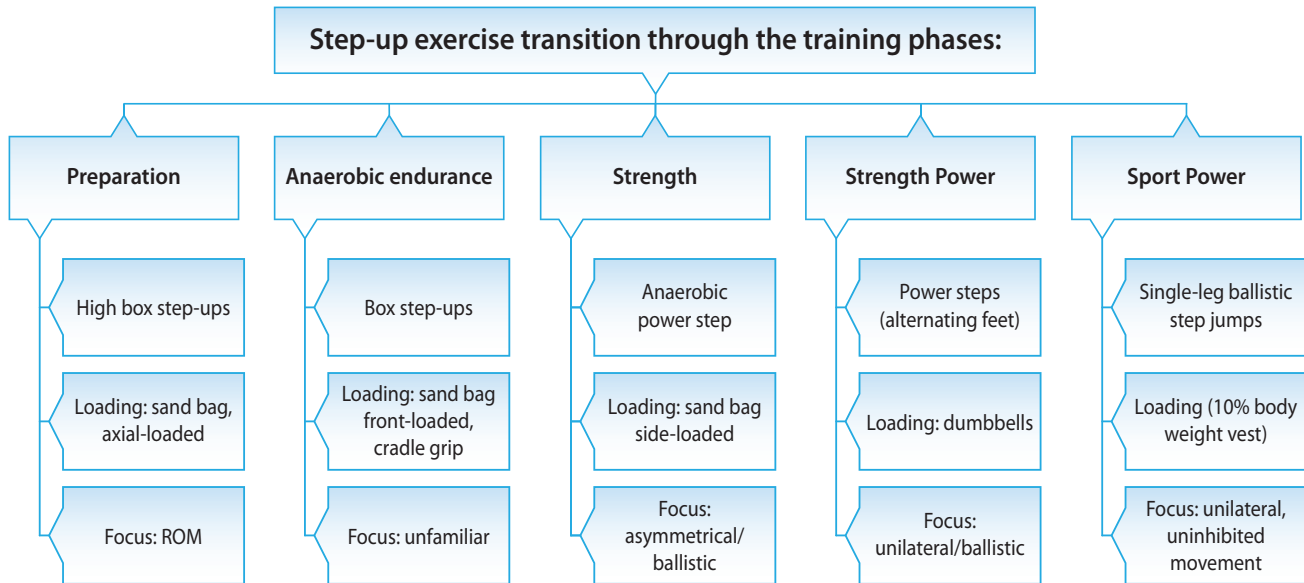 Step-up exercise transition through the training phases:
Preparation
High box step-ups
Loading: sand bag,
axial-loaded
Focus: ROM
Anaerobic endurance
Box step-ups
Loading: sand bag
front-loaded,
cradle grip
Focus: unfamiliar
Strength
Anaerobic
power step
Loading: sand bag
side-loaded
Focus:
asymmetrical/
ballistic
Strength Power
Power steps
(alternating feet)
Loading: dumbbells
Focus:
unilateral/ballistic
Sport Power
Single-leg ballistic
step jumps
Loading (10% body
weight vest)
Focus: unilateral,
uninhibited
movement